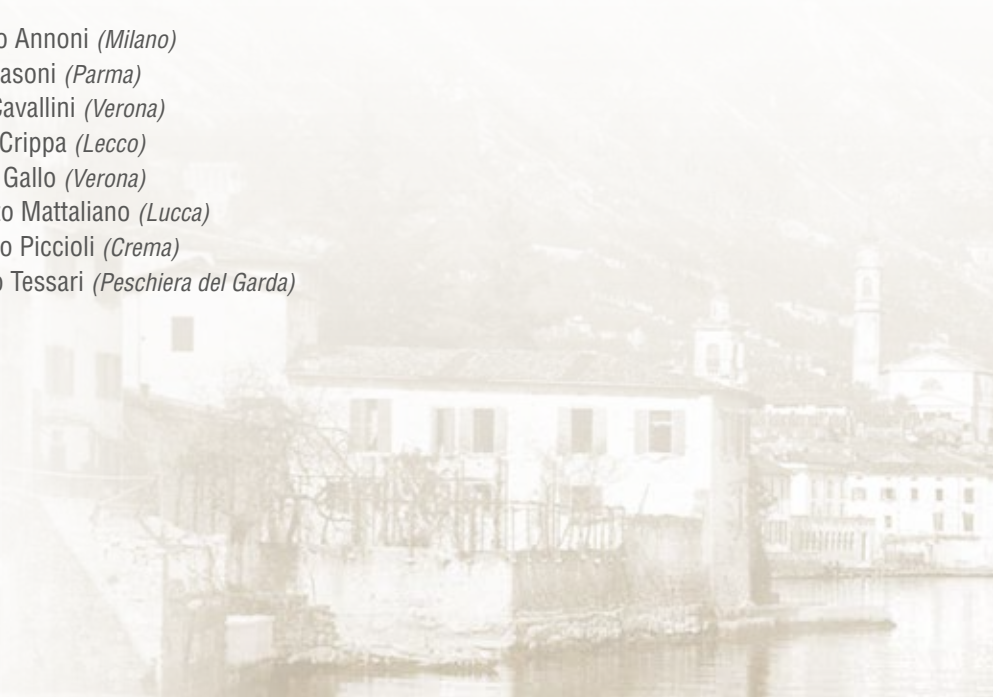 o Annoni (Milano)
asoni (Parma)
Cavallini (Verona)
Crippa (Lecco)
Gallo (Verona)
o Mattaliano (Lucca)
o Piccioli (Crema)
o Tessari (Peschiera del Garda)